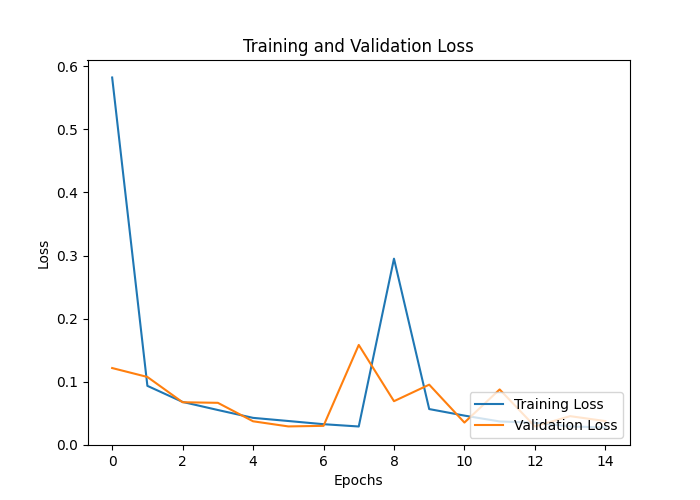 Training and Validation Loss
0.6
0.5
0.4
0.3
0.2
0.1
0.0
Loss
0 2 4 6 8 10 12 14
Epochs
Training Loss
Validation Loss